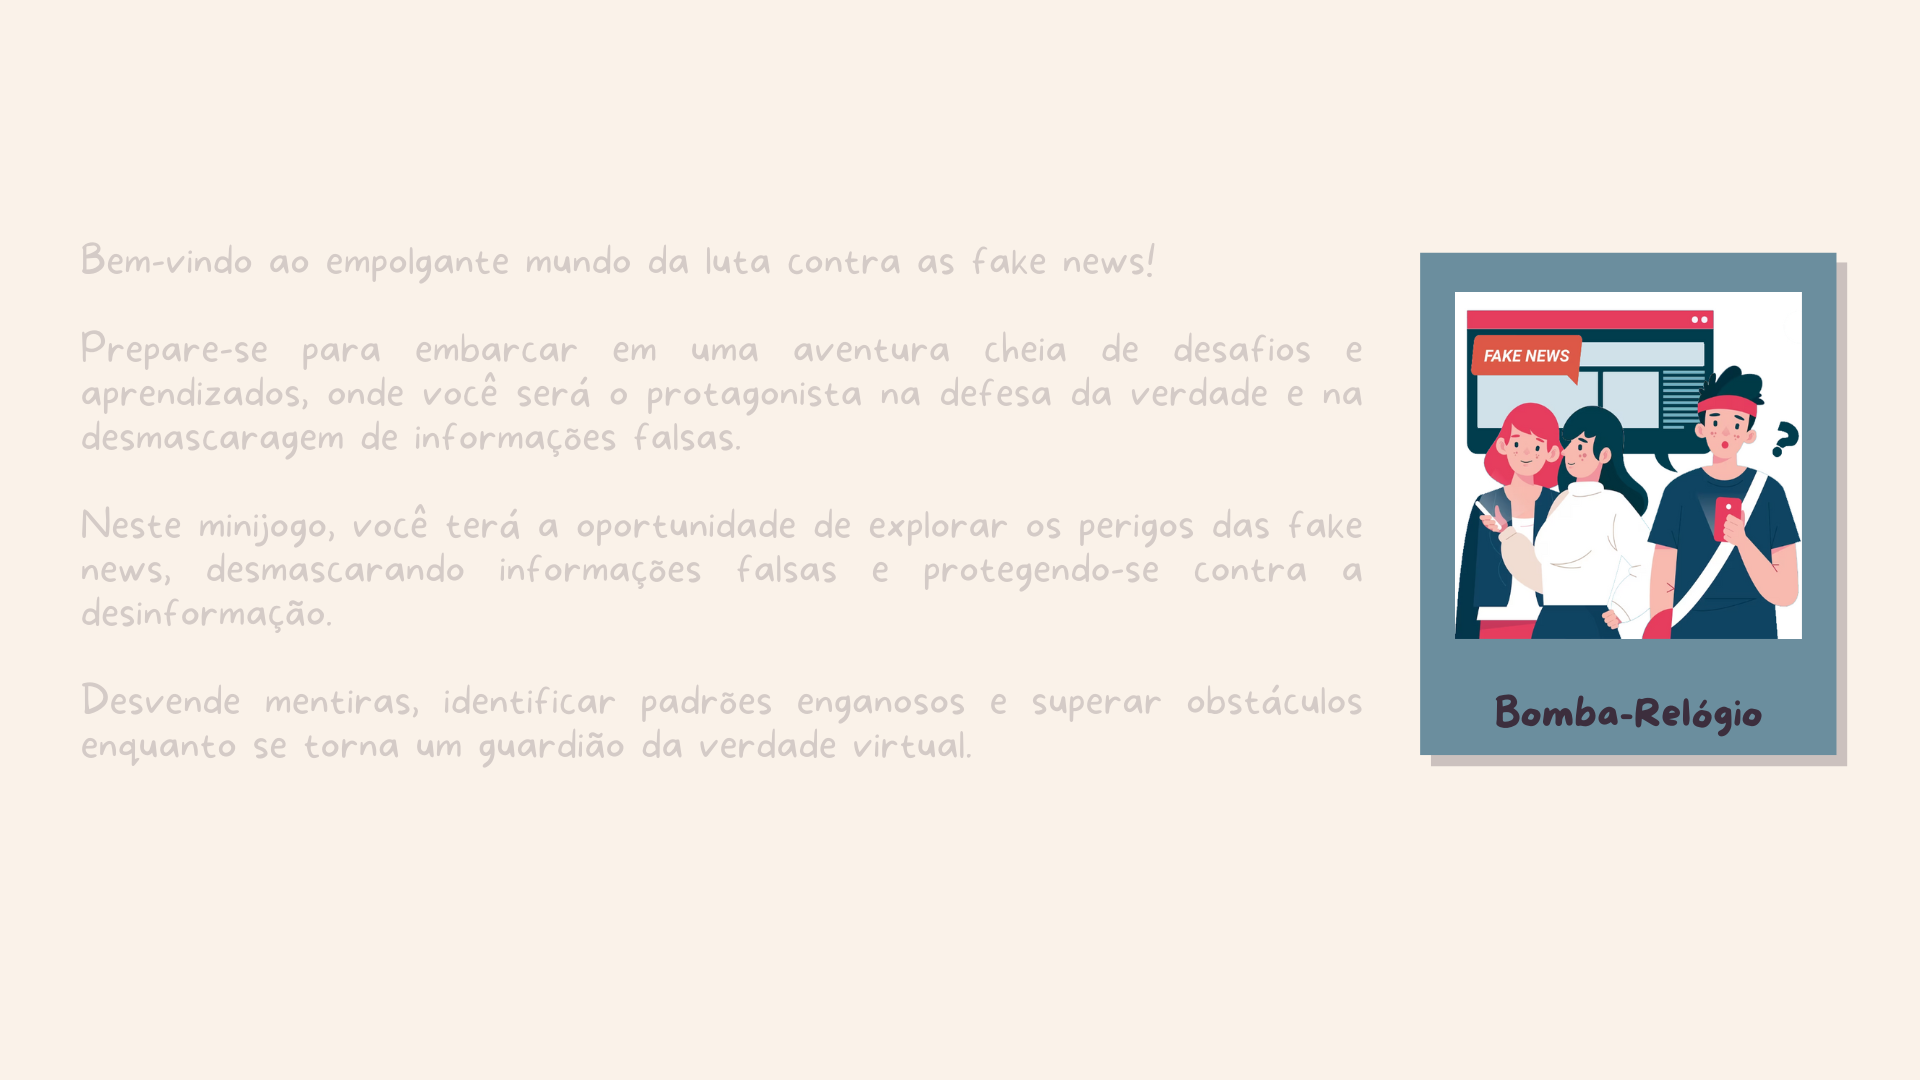 Bem-vindo ao empolgante mundo da luta contra as fake news!
Prepare-se para embarcar em uma aventura cheia de desafios e
aprendizados, onde você será o protagonista na defesa da verdade e na
desmascaragem de informações falsas.
Neste minijogo, você terá a oportunidade de explorar os perigos das fake
news, desmascarando informações falsas e protegendo-se contra a
desinformação.
Desvende mentiras, identificar padrões enganosos e superar obstáculos
enquanto se torna um guardião da verdade virtual.
FAKE NEWS
?
Bomba-Relógio